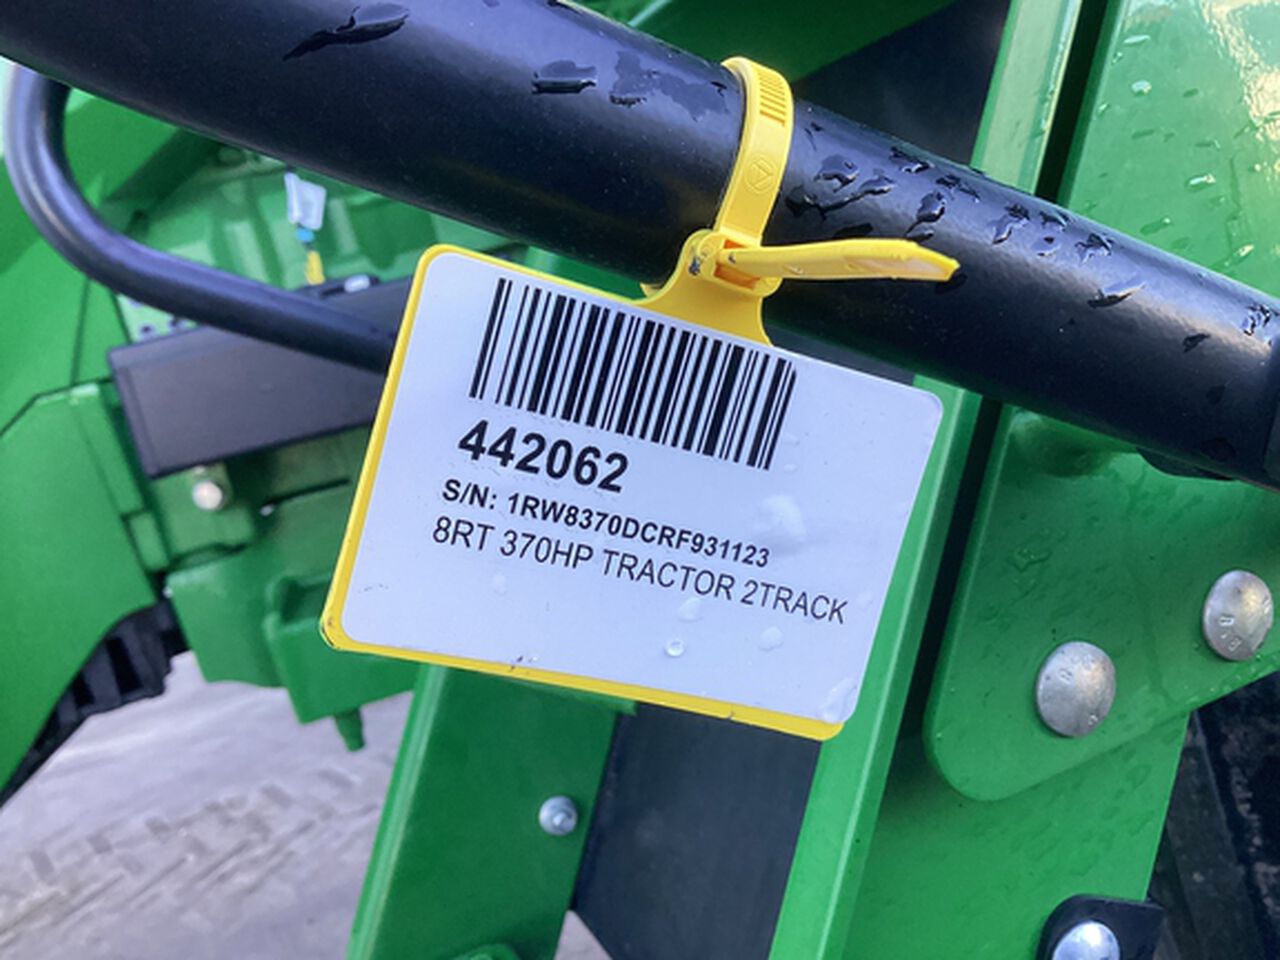 442062
S/N: 1RW8370DCRF931123
8RT 370HP TRACTOR 2TRACK